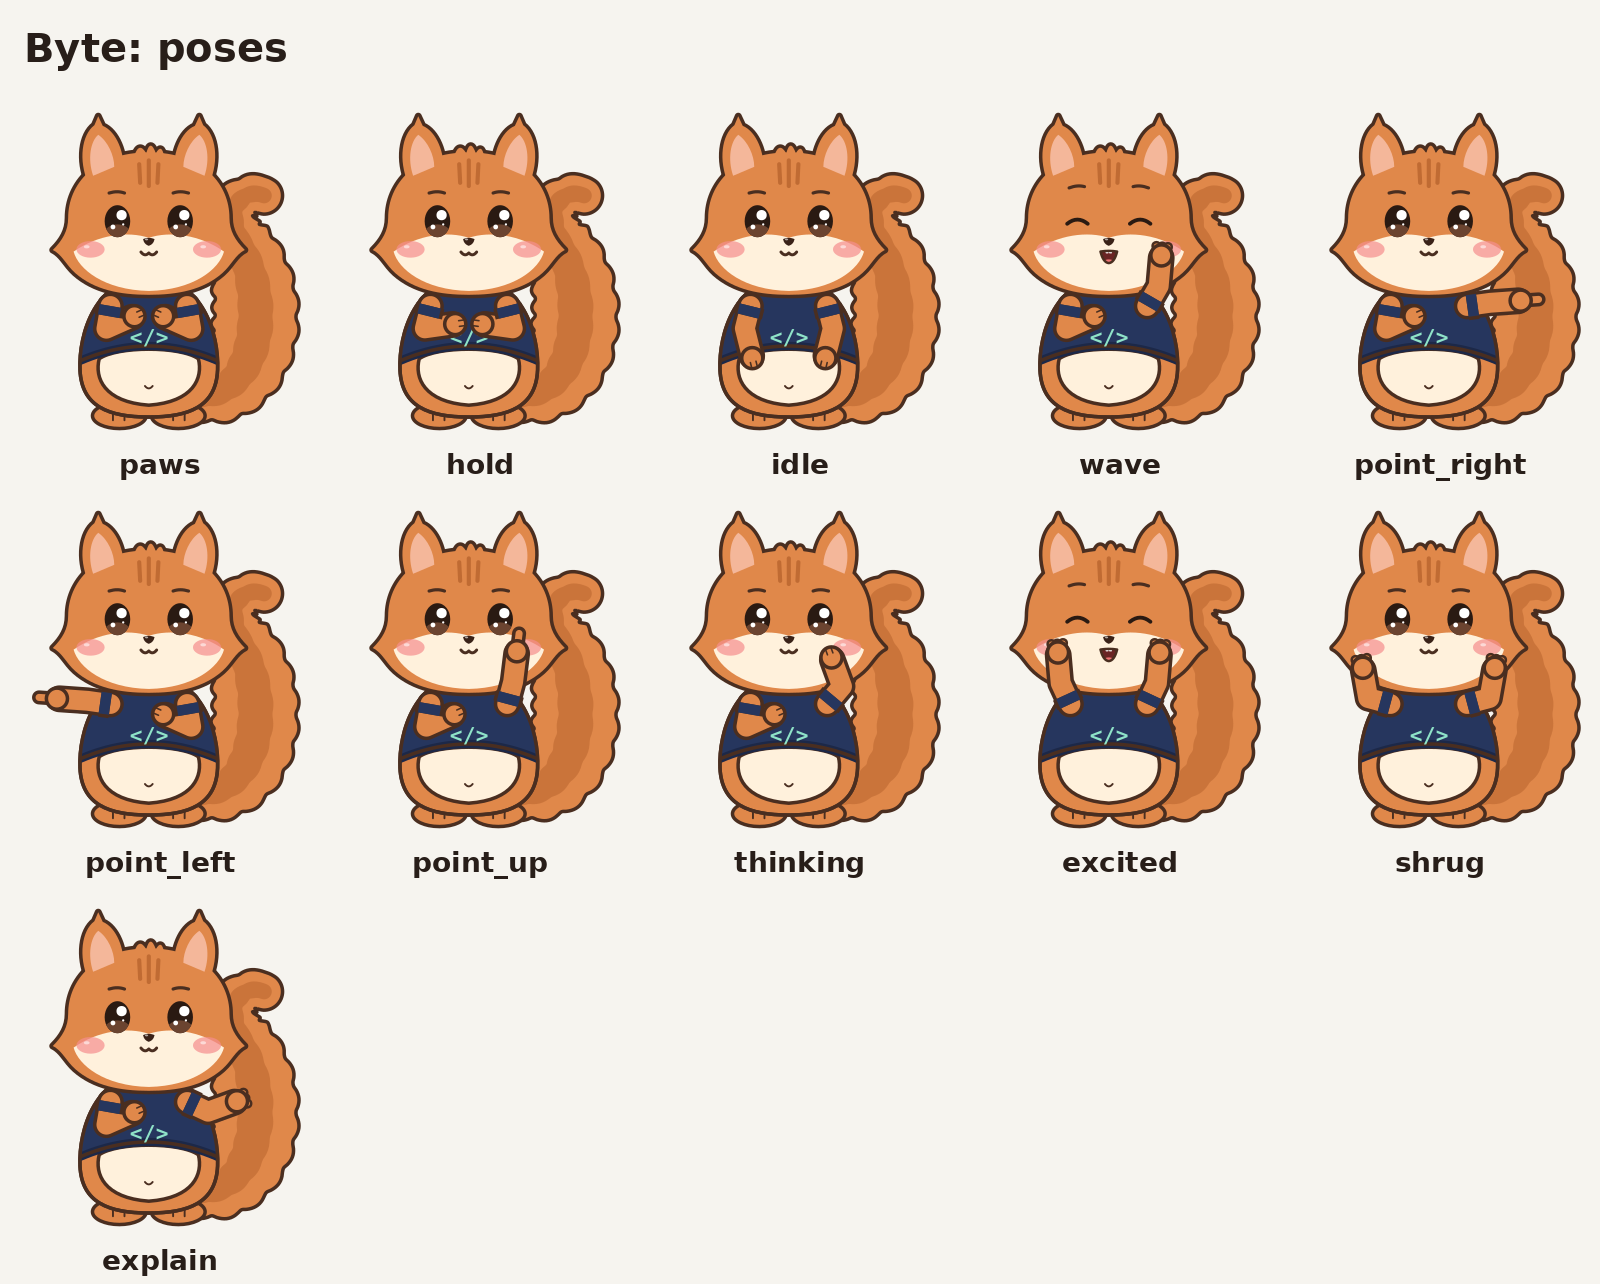 Byte: poses
</>
</>
</>
</>
</>
paws
hold
idle
wave
point_right
</>
</>
</>
</>
</>
point_left
point_up
thinking
excited
shrug
</>
explain